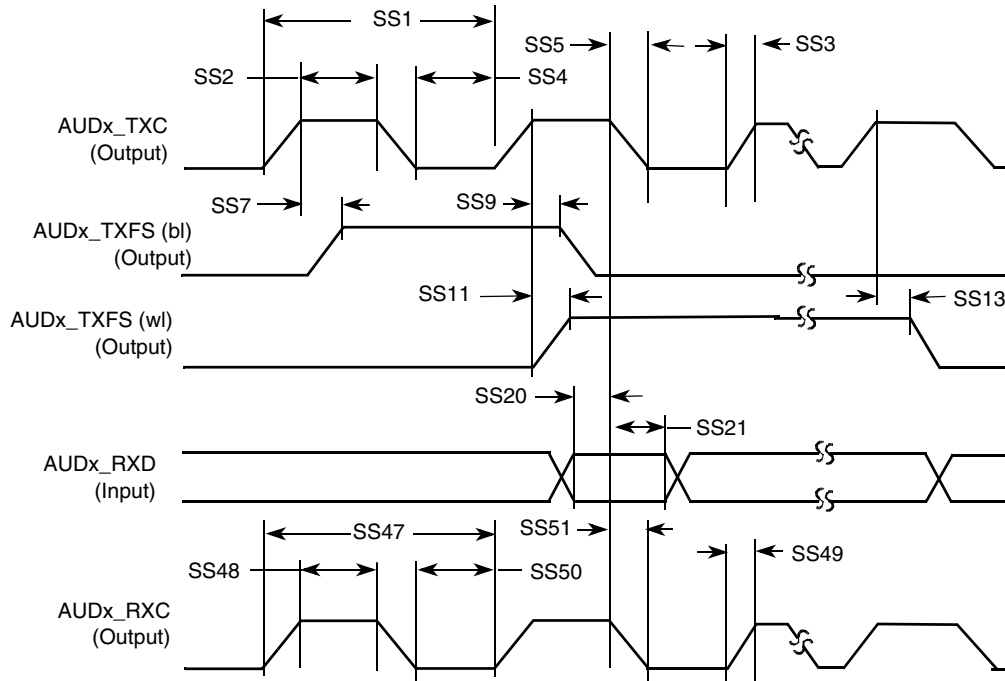 SS1
SS5
SS3
SS2
SS4
AUDx_TXC
(Output)
SS7
SS9
AUDx_TXFS (bl)
(Output)
SS11
SS13
AUDx_TXFS (wl)
(Output)
SS20
SS21
AUDx_RXD
(Input)
SS47
SS51
SS49
SS48
SS50
AUDx_RXC
(Output)